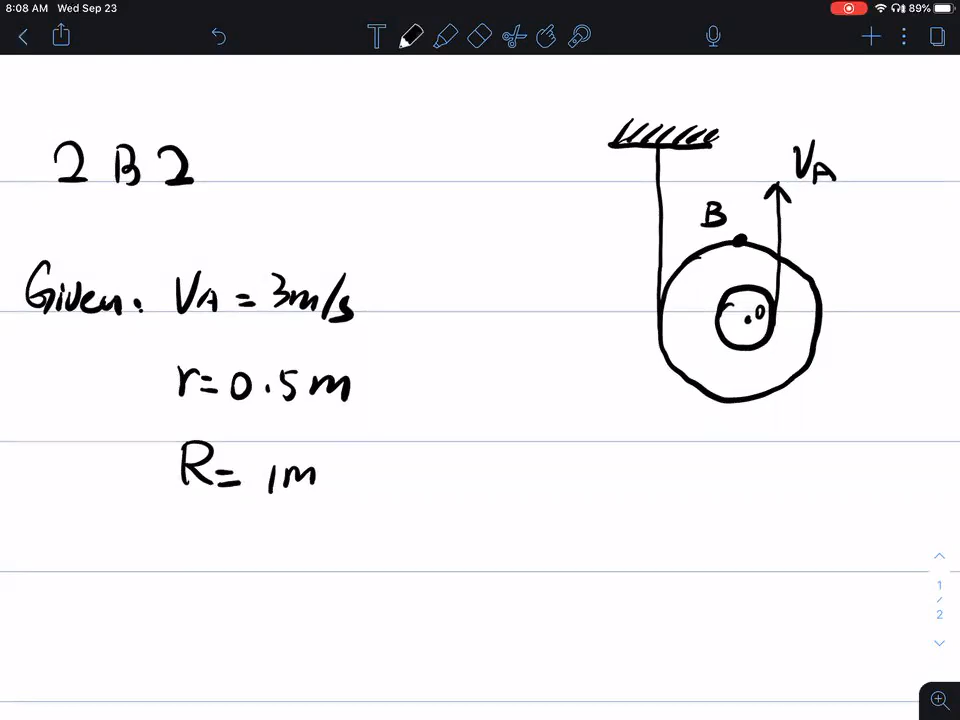 8:08 AM Wed Sep 23 89%
2B2
Given: VA = 3m/s
r = 0.5m
R = 1m
VA
B
O
1
/
2